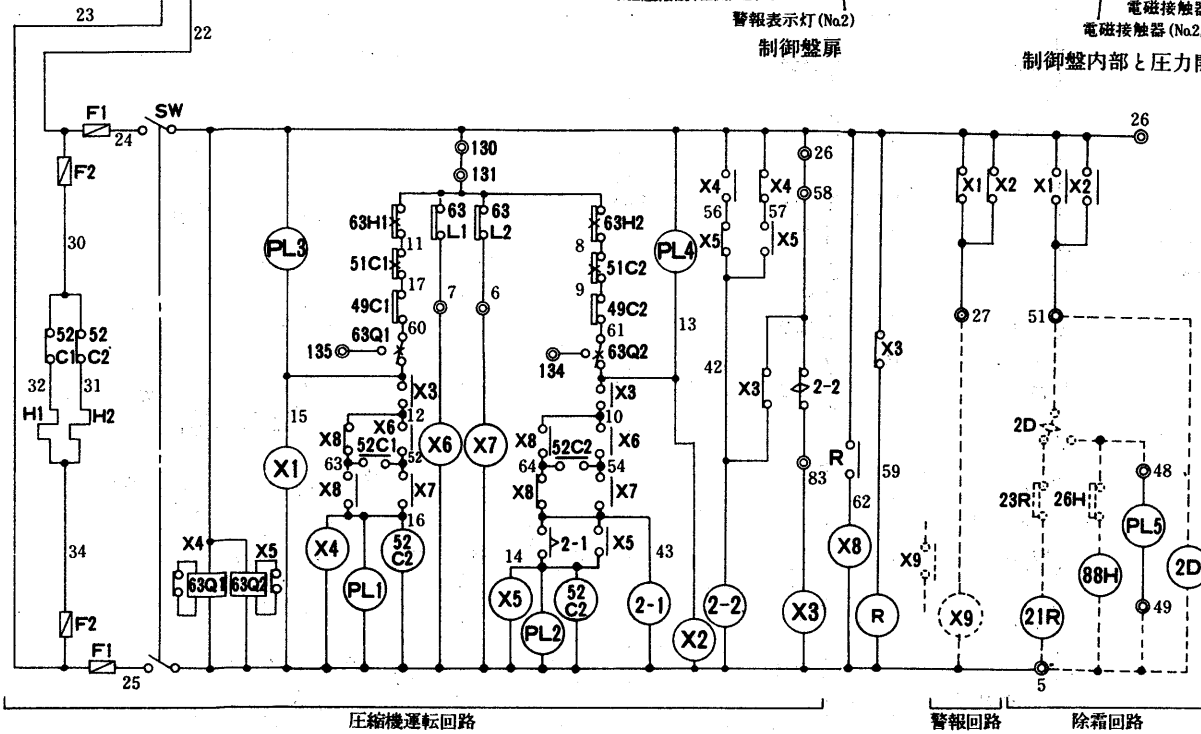 23
22
警報表示灯(No.2)
制御盤扉
電磁接触器
電磁接触器(No.2
制御盤内部と圧力開
F1
SW
24
F2
26
130
131
26
58
X4
X4
56
57
X5
X5
X1
X2
X1
X2
63H1
63
L1
63
L2
63H2
11
8
PL3
PL4
30
51C1
51C2
17
9
49C1
49C2
7
6
60
61
13
27
51
63Q1
63Q2
135
134
52
C1
52
C2
X3
32
31
42
X3
2-2
X3
X3
H1
H2
15
12
10
2D
X8
X6
X6
X7
X8
X6
R
52C1
52C2
63
52
64
54
83
59
48
X1
X8
X7
X8
X7
62
23R
26H
16
PL5
34
X4
52
C2
14
2-1
X5
43
X8
X9
X4
X5
63Q1
63Q2
PL1
X5
52
C2
2-1
2-2
X3
R
X9
88H
2D
21R
49
PL2
X2
F2
F1
25
5
圧縮機運転回路
警報回路
除霜回路